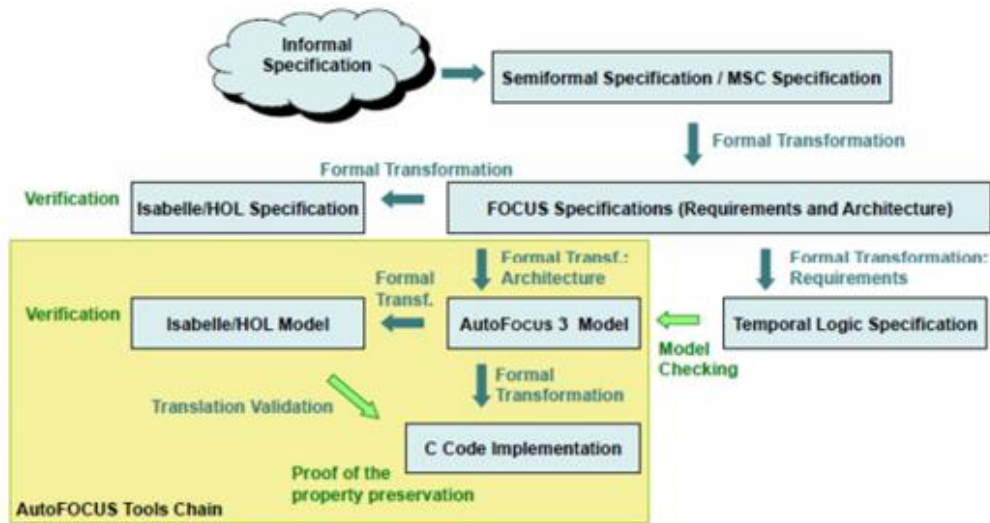 Informal
Specification
Semiformal Specification / MSC Specification
Formal Transformation
Formal Transformation
Verification
Isabelle/HOL Specification
FOCUS Specifications (Requirements and Architecture)
Formal Transf.:
Architecture
Formal Transformation:
Requirements
Formal
Transf.
Verification
Isabelle/HOL Model
AutoFocus 3 Model
Temporal Logic Specification
Model
Checking
Formal
Transformation
Translation Validation
C Code Implementation
Proof of the
property preservation
AutoFOCUS Tools Chain